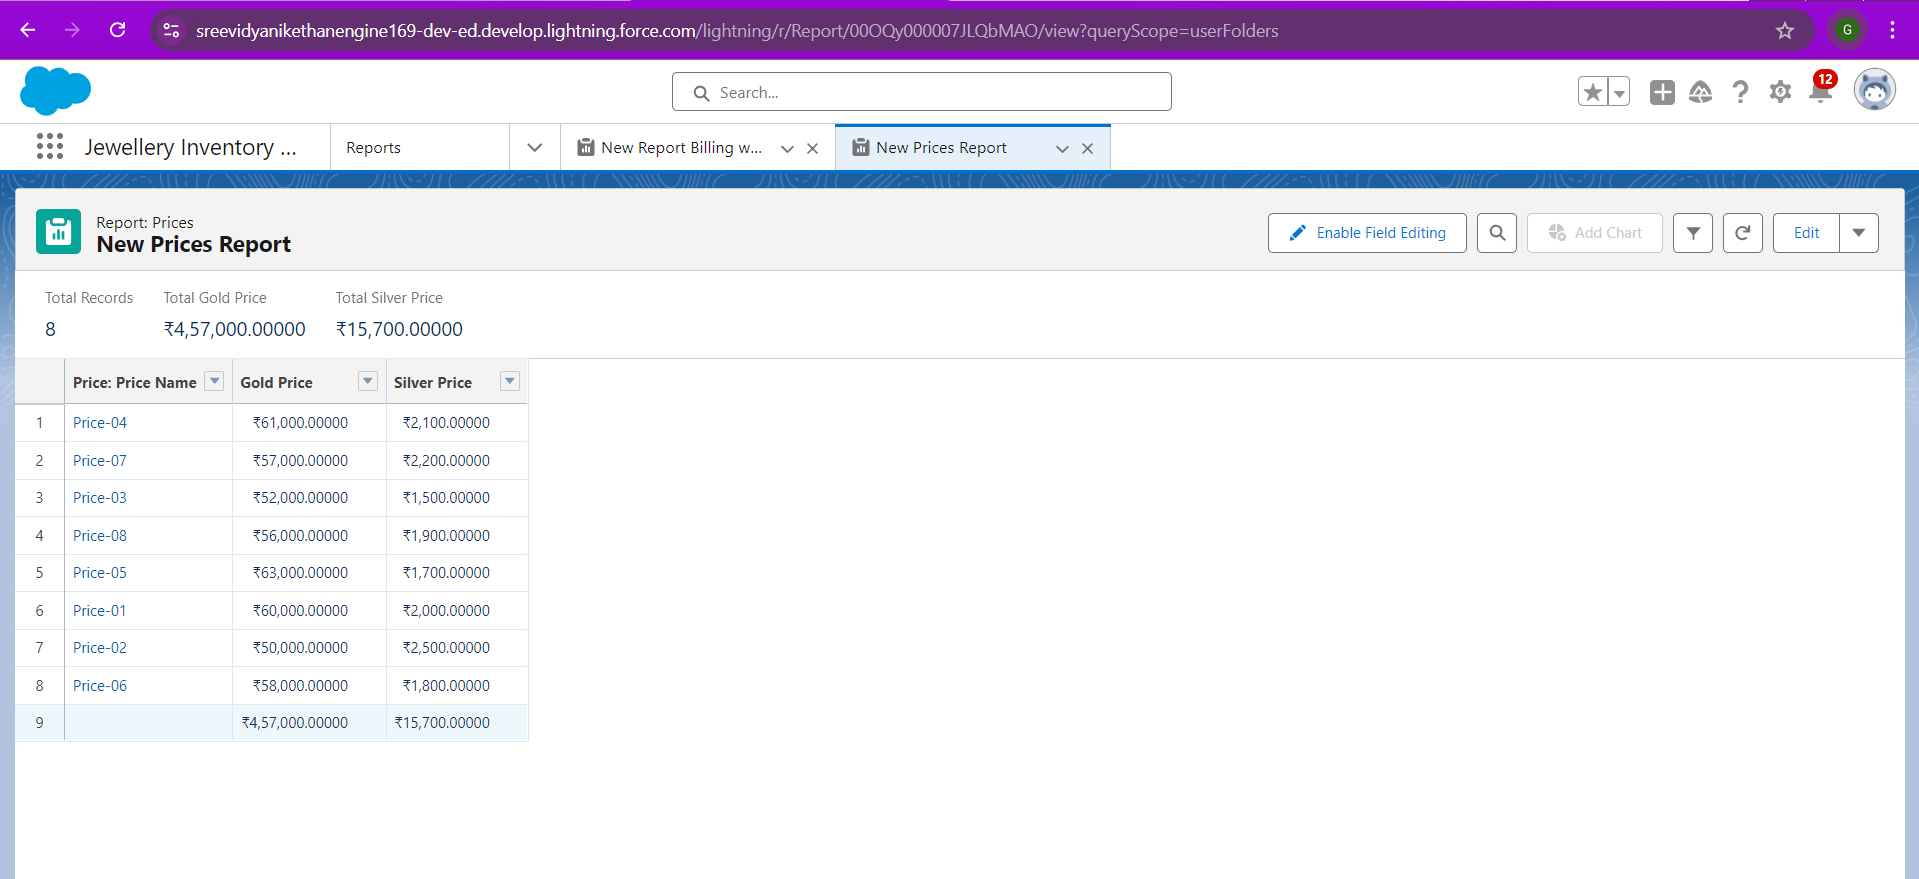 sreevidyanikethanengine169-dev-ed.develop.lightning.force.com/lightning/r/Report/00OQy000007JLQbMAO/view?queryScope=userFolders
G
Search...
12
Jewellery Inventory ...
Reports
New Report Billing w...
New Prices Report
Report: Prices
New Prices Report
Enable Field Editing
Add Chart
Edit
Total Records Total Gold Price Total Silver Price
8 ₹4,57,000.00000 ₹15,700.00000
Price: Price Name Gold Price Silver Price
1 Price-04 ₹61,000.00000 ₹2,100.00000
2 Price-07 ₹57,000.00000 ₹2,200.00000
3 Price-03 ₹52,000.00000 ₹1,500.00000
4 Price-08 ₹56,000.00000 ₹1,900.00000
5 Price-05 ₹63,000.00000 ₹1,700.00000
6 Price-01 ₹60,000.00000 ₹2,000.00000
7 Price-02 ₹50,000.00000 ₹2,500.00000
8 Price-06 ₹58,000.00000 ₹1,800.00000
9 ₹4,57,000.00000 ₹15,700.00000